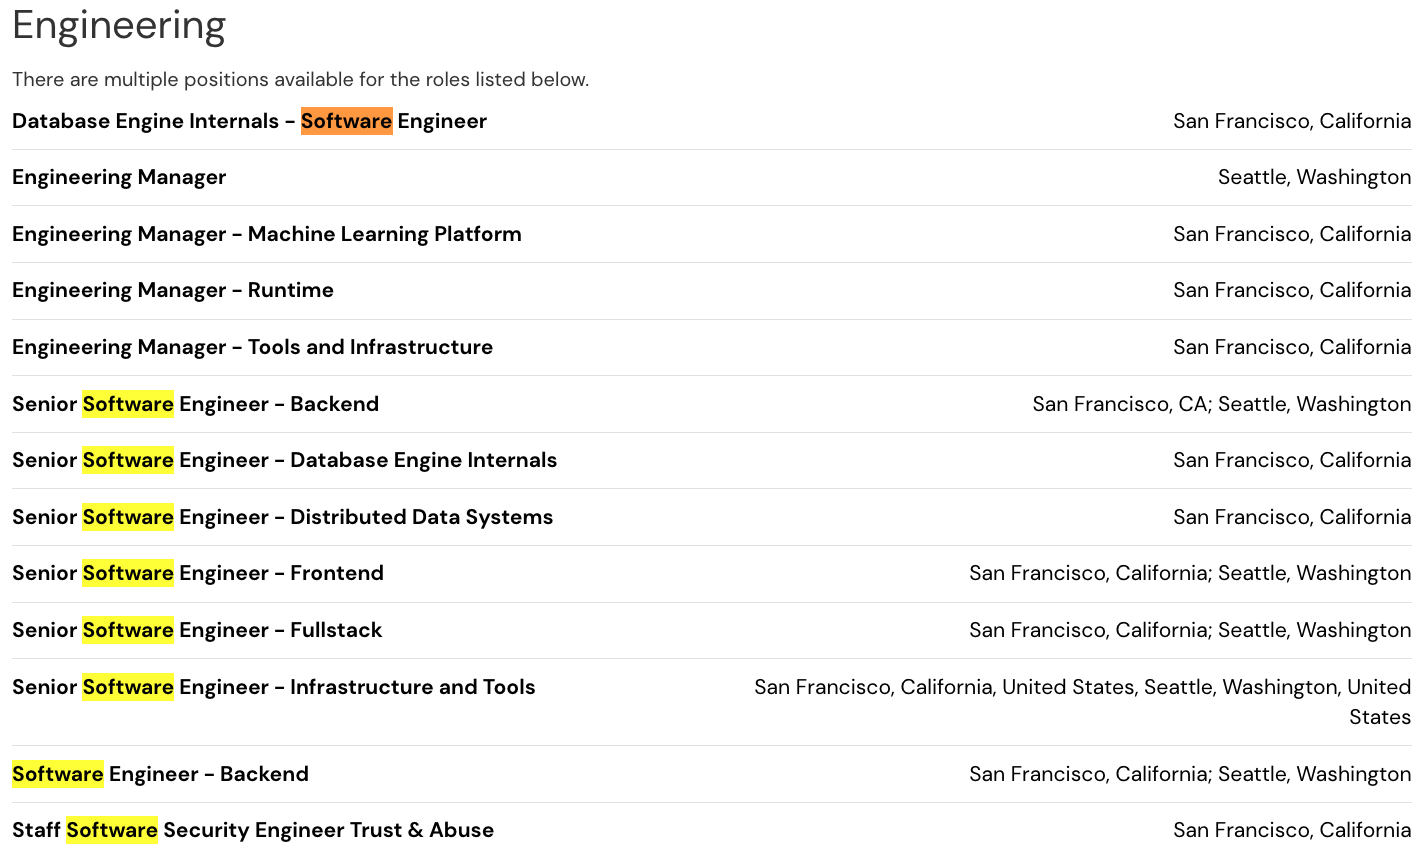 Engineering
There are multiple positions available for the roles listed below.
Database Engine Internals - Software Engineer San Francisco, California
Engineering Manager Seattle, Washington
Engineering Manager - Machine Learning Platform San Francisco, California
Engineering Manager - Runtime San Francisco, California
Engineering Manager - Tools and Infrastructure San Francisco, California
Senior Software Engineer - Backend San Francisco, CA; Seattle, Washington
Senior Software Engineer - Database Engine Internals San Francisco, California
Senior Software Engineer - Distributed Data Systems San Francisco, California
Senior Software Engineer - Frontend San Francisco, California; Seattle, Washington
Senior Software Engineer - Fullstack San Francisco, California; Seattle, Washington
Senior Software Engineer - Infrastructure and Tools San Francisco, California, United States, Seattle, Washington, United
States
Software Engineer - Backend San Francisco, California; Seattle, Washington
Staff Software Security Engineer Trust & Abuse San Francisco, California